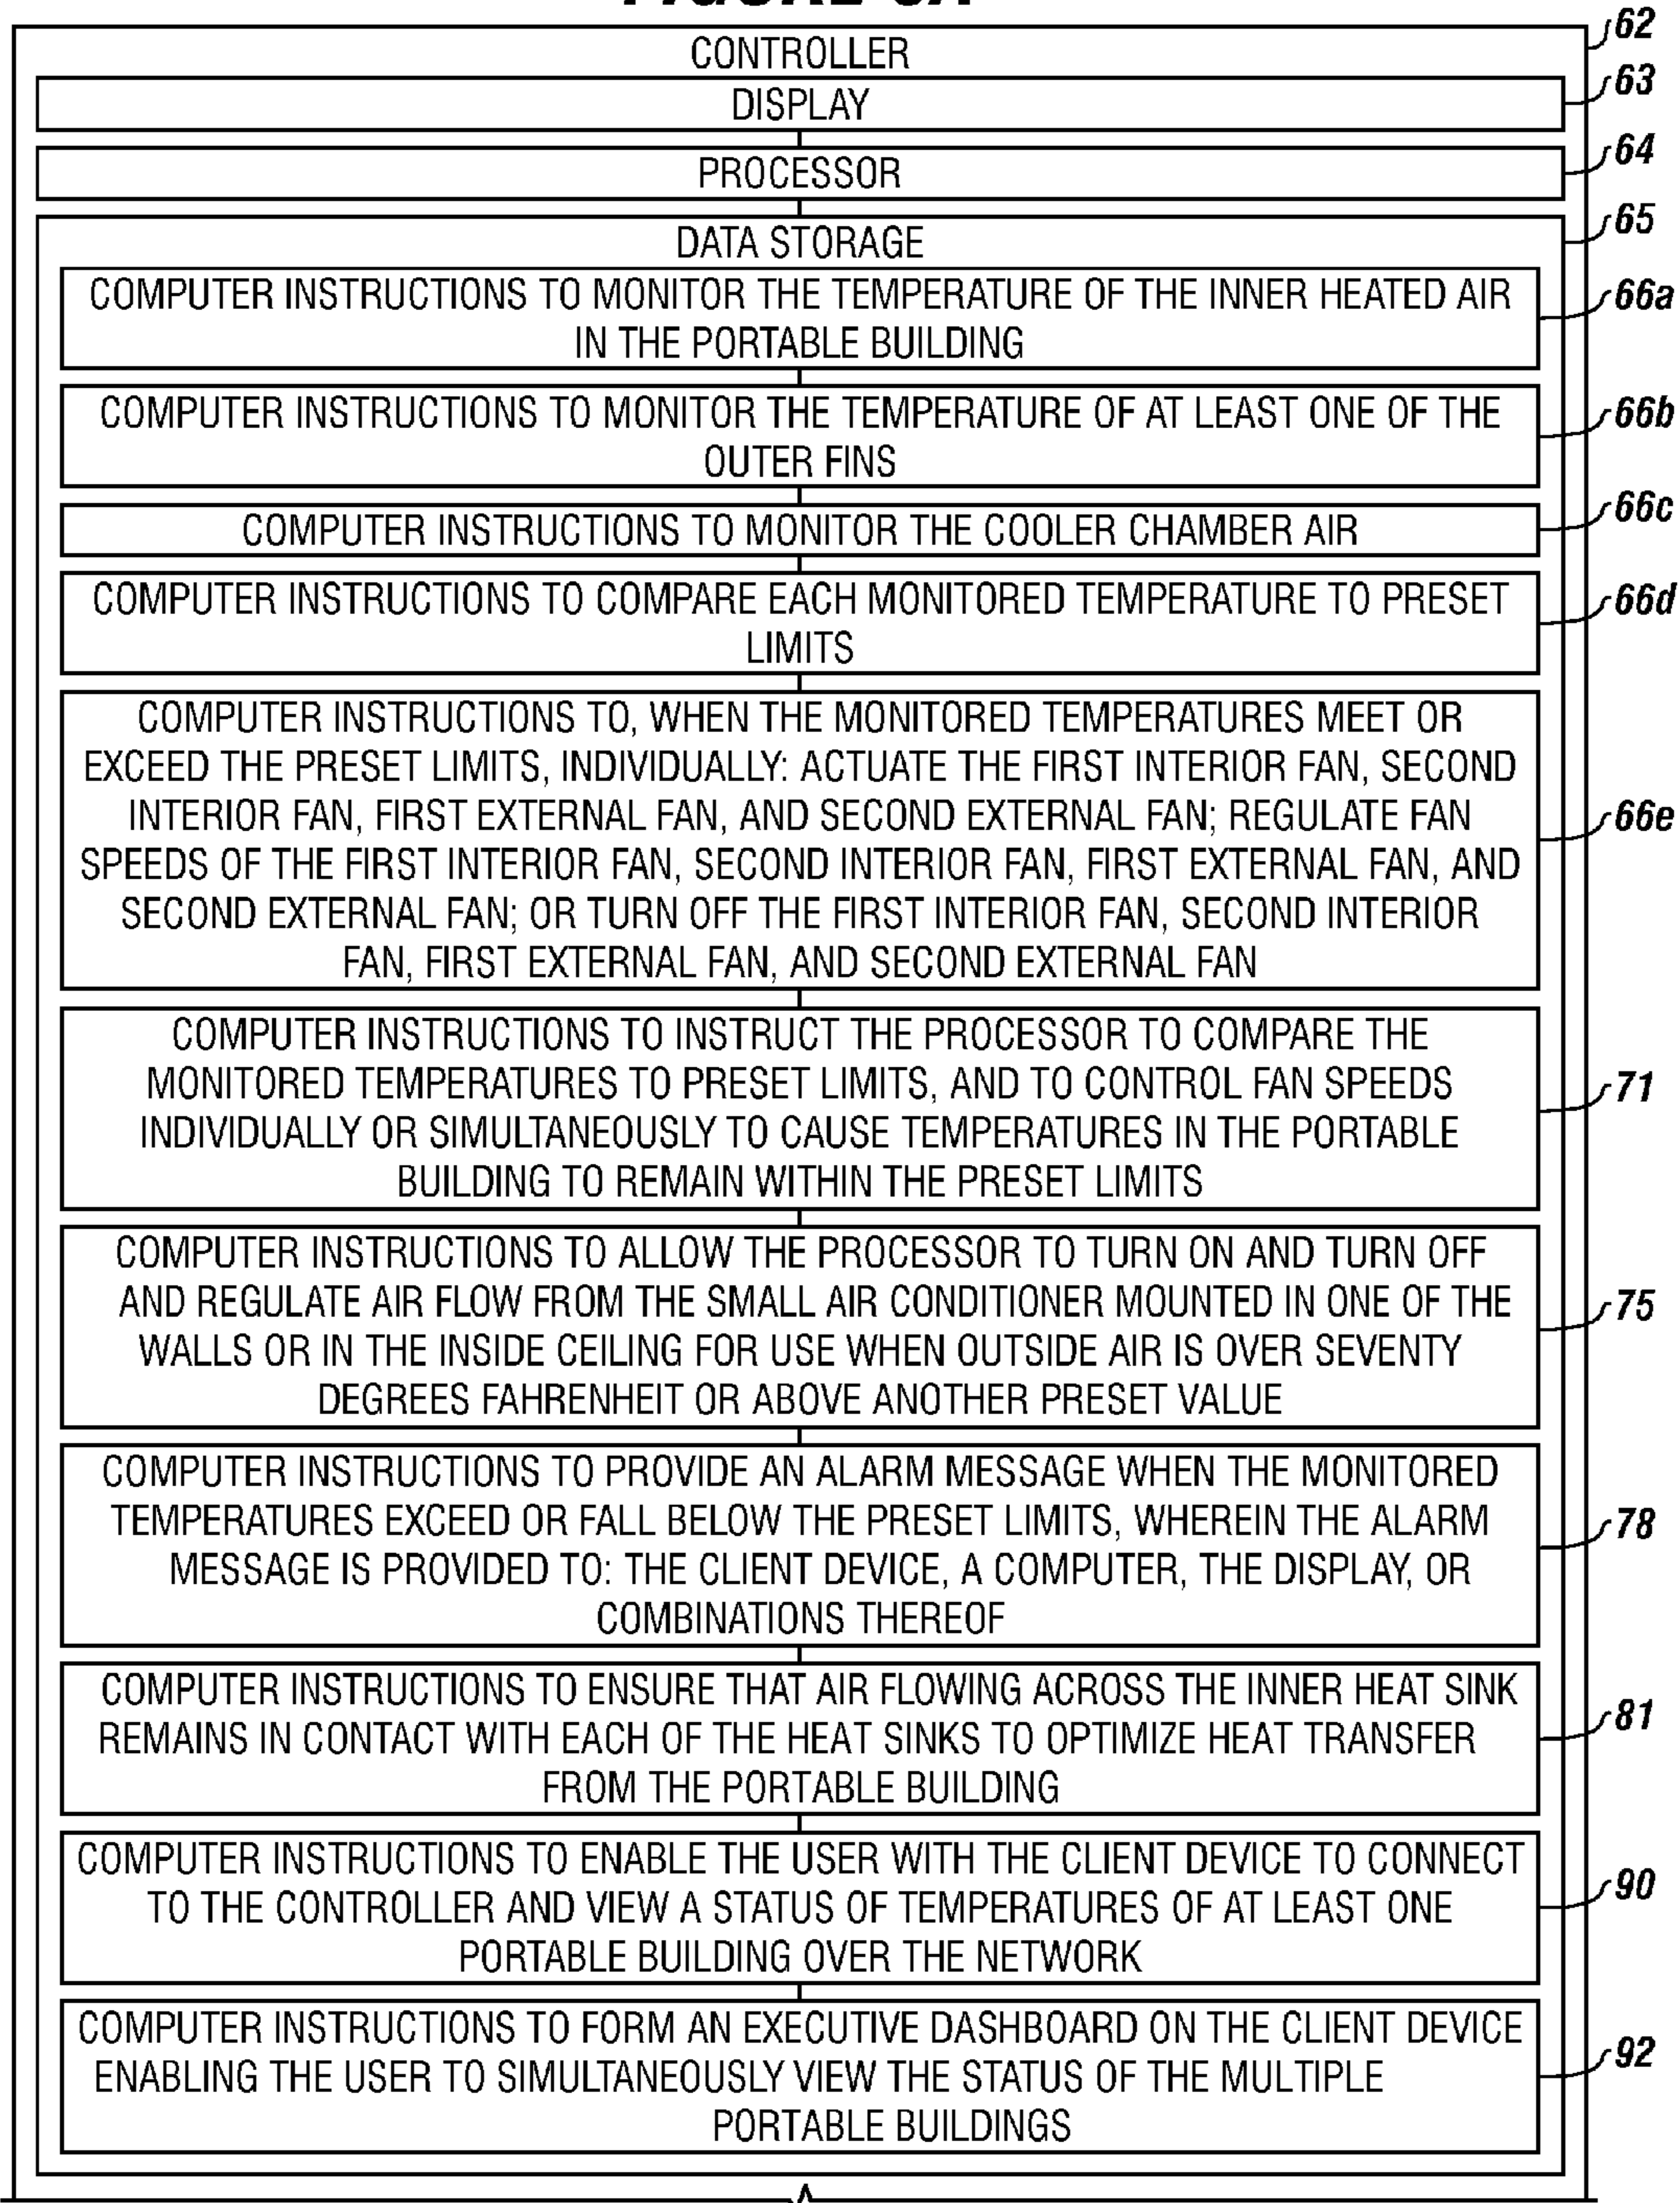 CONTROLLER
62
DISPLAY
63
PROCESSOR
64
DATA STORAGE
65
COMPUTER INSTRUCTIONS TO MONITOR THE TEMPERATURE OF THE INNER HEATED AIR
IN THE PORTABLE BUILDING
66a
COMPUTER INSTRUCTIONS TO MONITOR THE TEMPERATURE OF AT LEAST ONE OF THE
OUTER FINS
66b
COMPUTER INSTRUCTIONS TO MONITOR THE COOLER CHAMBER AIR
66c
COMPUTER INSTRUCTIONS TO COMPARE EACH MONITORED TEMPERATURE TO PRESET
LIMITS
66d
COMPUTER INSTRUCTIONS TO, WHEN THE MONITORED TEMPERATURES MEET OR
EXCEED THE PRESET LIMITS, INDIVIDUALLY: ACTUATE THE FIRST INTERIOR FAN, SECOND
INTERIOR FAN, FIRST EXTERNAL FAN, AND SECOND EXTERNAL FAN; REGULATE FAN
SPEEDS OF THE FIRST INTERIOR FAN, SECOND INTERIOR FAN, FIRST EXTERNAL FAN, AND
SECOND EXTERNAL FAN; OR TURN OFF THE FIRST INTERIOR FAN, SECOND INTERIOR
FAN, FIRST EXTERNAL FAN, AND SECOND EXTERNAL FAN
66e
COMPUTER INSTRUCTIONS TO INSTRUCT THE PROCESSOR TO COMPARE THE
MONITORED TEMPERATURES TO PRESET LIMITS, AND TO CONTROL FAN SPEEDS
INDIVIDUALLY OR SIMULTANEOUSLY TO CAUSE TEMPERATURES IN THE PORTABLE
BUILDING TO REMAIN WITHIN THE PRESET LIMITS
71
COMPUTER INSTRUCTIONS TO ALLOW THE PROCESSOR TO TURN ON AND TURN OFF
AND REGULATE AIR FLOW FROM THE SMALL AIR CONDITIONER MOUNTED IN ONE OF THE
WALLS OR IN THE INSIDE CEILING FOR USE WHEN OUTSIDE AIR IS OVER SEVENTY
DEGREES FAHRENHEIT OR ABOVE ANOTHER PRESET VALUE
75
COMPUTER INSTRUCTIONS TO PROVIDE AN ALARM MESSAGE WHEN THE MONITORED
TEMPERATURES EXCEED OR FALL BELOW THE PRESET LIMITS, WHEREIN THE ALARM
MESSAGE IS PROVIDED TO: THE CLIENT DEVICE, A COMPUTER, THE DISPLAY, OR
COMBINATIONS THEREOF
78
COMPUTER INSTRUCTIONS TO ENSURE THAT AIR FLOWING ACROSS THE INNER HEAT SINK
REMAINS IN CONTACT WITH EACH OF THE HEAT SINKS TO OPTIMIZE HEAT TRANSFER
FROM THE PORTABLE BUILDING
81
COMPUTER INSTRUCTIONS TO ENABLE THE USER WITH THE CLIENT DEVICE TO CONNECT
TO THE CONTROLLER AND VIEW A STATUS OF TEMPERATURES OF AT LEAST ONE
PORTABLE BUILDING OVER THE NETWORK
90
COMPUTER INSTRUCTIONS TO FORM AN EXECUTIVE DASHBOARD ON THE CLIENT DEVICE
ENABLING THE USER TO SIMULTANEOUSLY VIEW THE STATUS OF THE MULTIPLE
PORTABLE BUILDINGS
92